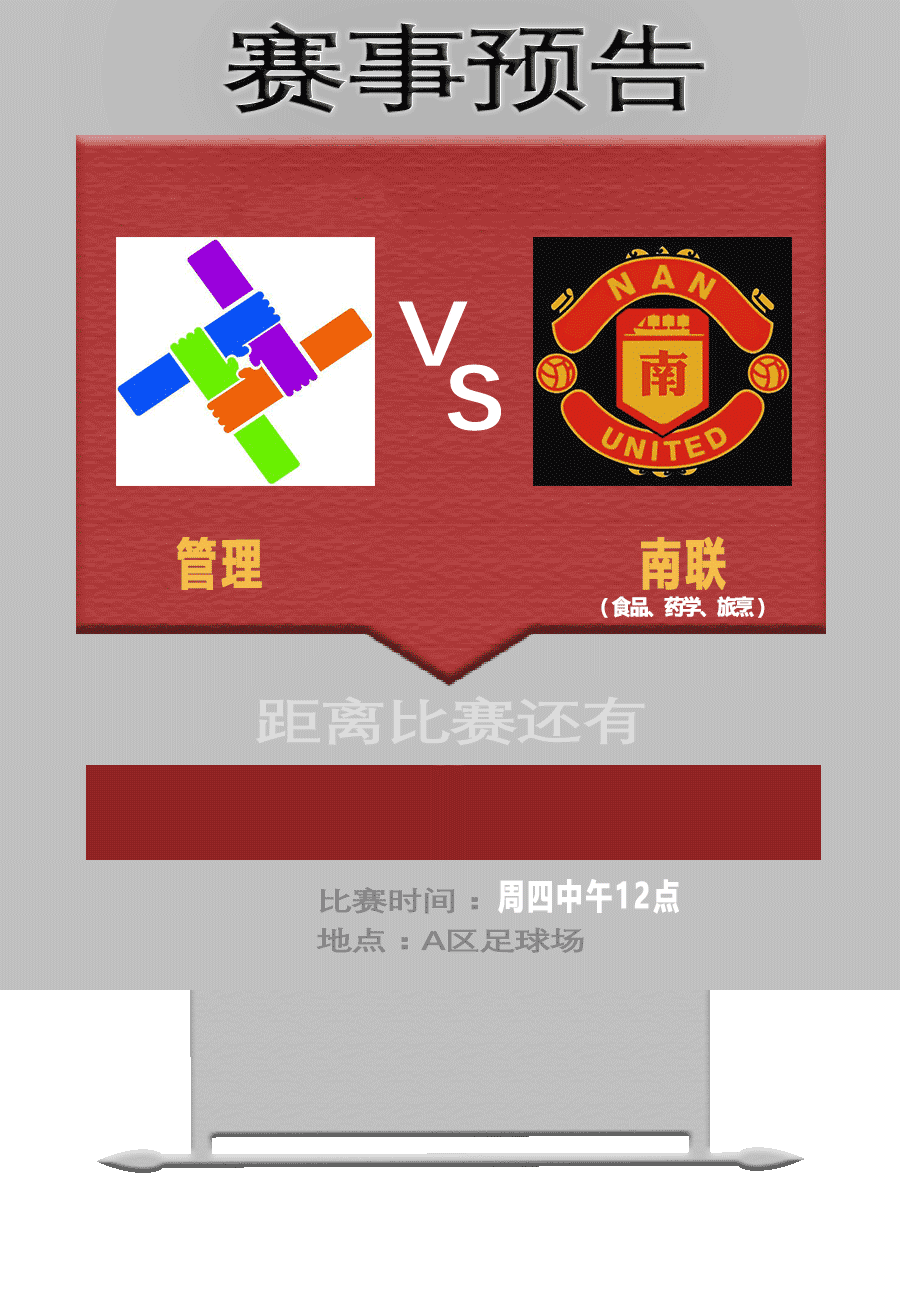 赛事预告
VS
NAN
南
UNITED
管理
南联
（食品、药学、旅烹）
距离比赛还有
比赛时间：周四中午12点
地点：A区足球场